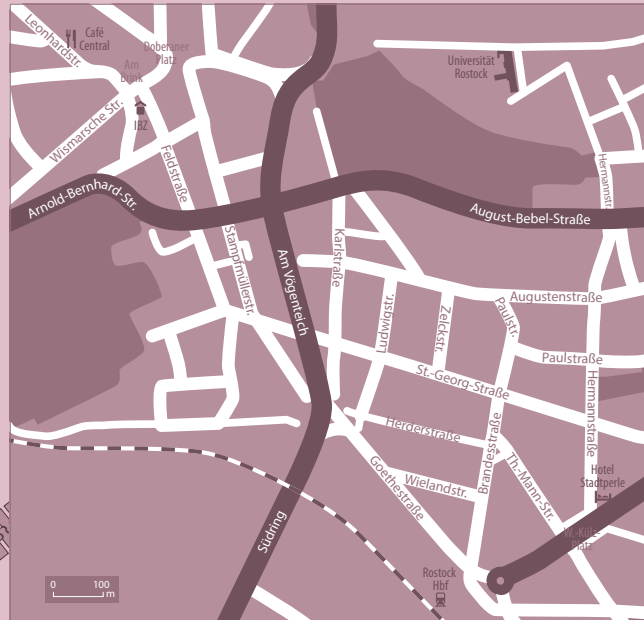 Leonhardstr.
Café
Central
Doberaner
Platz
Am
Brink
IBZ
Wismarsche Str.
Universität
Rostock
Feldstraße
Hermannstr.
Arnold-Bernhard-Str.
August-Bebel-Straße
Stampfmüllerstr.
Karlstraße
Am Vögenteich
Augustenstraße
Ludwigstr.
Zelckstr.
Paulstr.
Paulstraße
St.-Georg-Straße
Hermannstraße
Herderstraße
Brandesstraße
Goethestraße
Wielandstr.
Th.-Mann-Str.
Hotel
Stadtperle
Südring
W.-Külz-
Platz
Rostock
Hbf
0 100
m